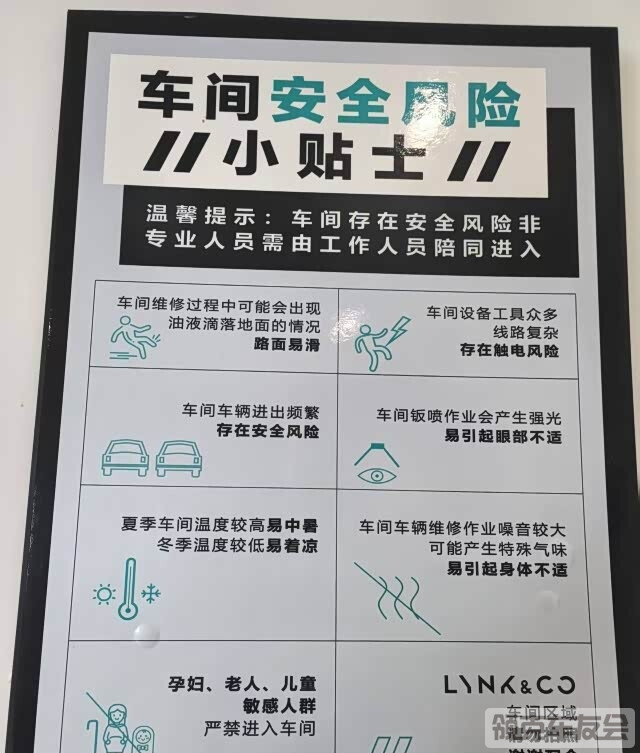 车间安全风险
//小贴士//
温馨提示：车间存在安全风险非
专业人员需由工作人员陪同进入
车间维修过程中可能会出现
油液滴落地面的情况
路面易滑
车间设备工具众多
线路复杂
存在触电风险
车间车辆进出频繁
存在安全风险
车间钣喷作业会产生强光
易引起眼部不适
夏季车间温度较高易中暑
冬季温度较低易着凉
车间车辆维修作业噪音较大
可能产生特殊气味
易引起身体不适
孕妇、老人、儿童
敏感人群
严禁进入车间
LYNK&CO
车间区域
请勿拍照
领克车友会